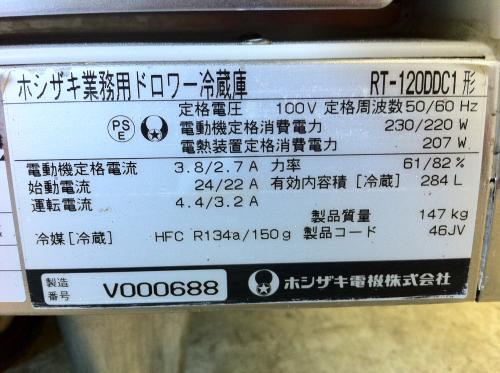 ホシザキ業務用ドロワー冷蔵庫 RT-120DDC1 形
PS E 定格電圧 100V 定格周波数 50/60 Hz
電動機定格消費電力 230/220 W
電熱装置定格消費電力 207 W
電動機定格電流 3.8/2.7 A 力率 61/82 %
始動電流 24/22 A 有効内容積 [冷蔵] 284 L
運転電流 4.4/3.2 A
製品質量 147 kg
冷媒 [冷蔵] HFC R134a/150g 製品コード 46JV
製造番号 V000688 ホシザキ電機株式会社